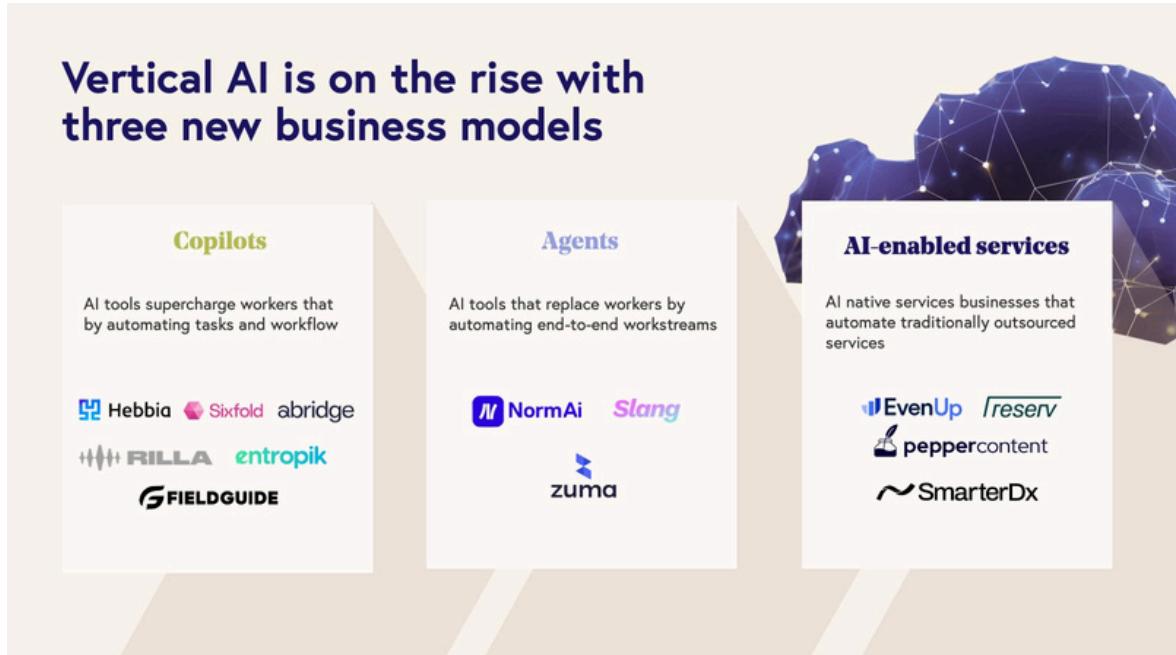 Vertical AI is on the rise with
three new business models
Copilots
AI tools supercharge workers that
by automating tasks and workflow
Hebbia Sixfold abridge
RILLA entropik
FIELDGUIDE
Agents
AI tools that replace workers by
automating end-to-end workstreams
N NormAi Slang
zuma
AI-enabled services
AI native services businesses that
automate traditionally outsourced
services
EvenUp reserv
peppercontent
SmarterDx